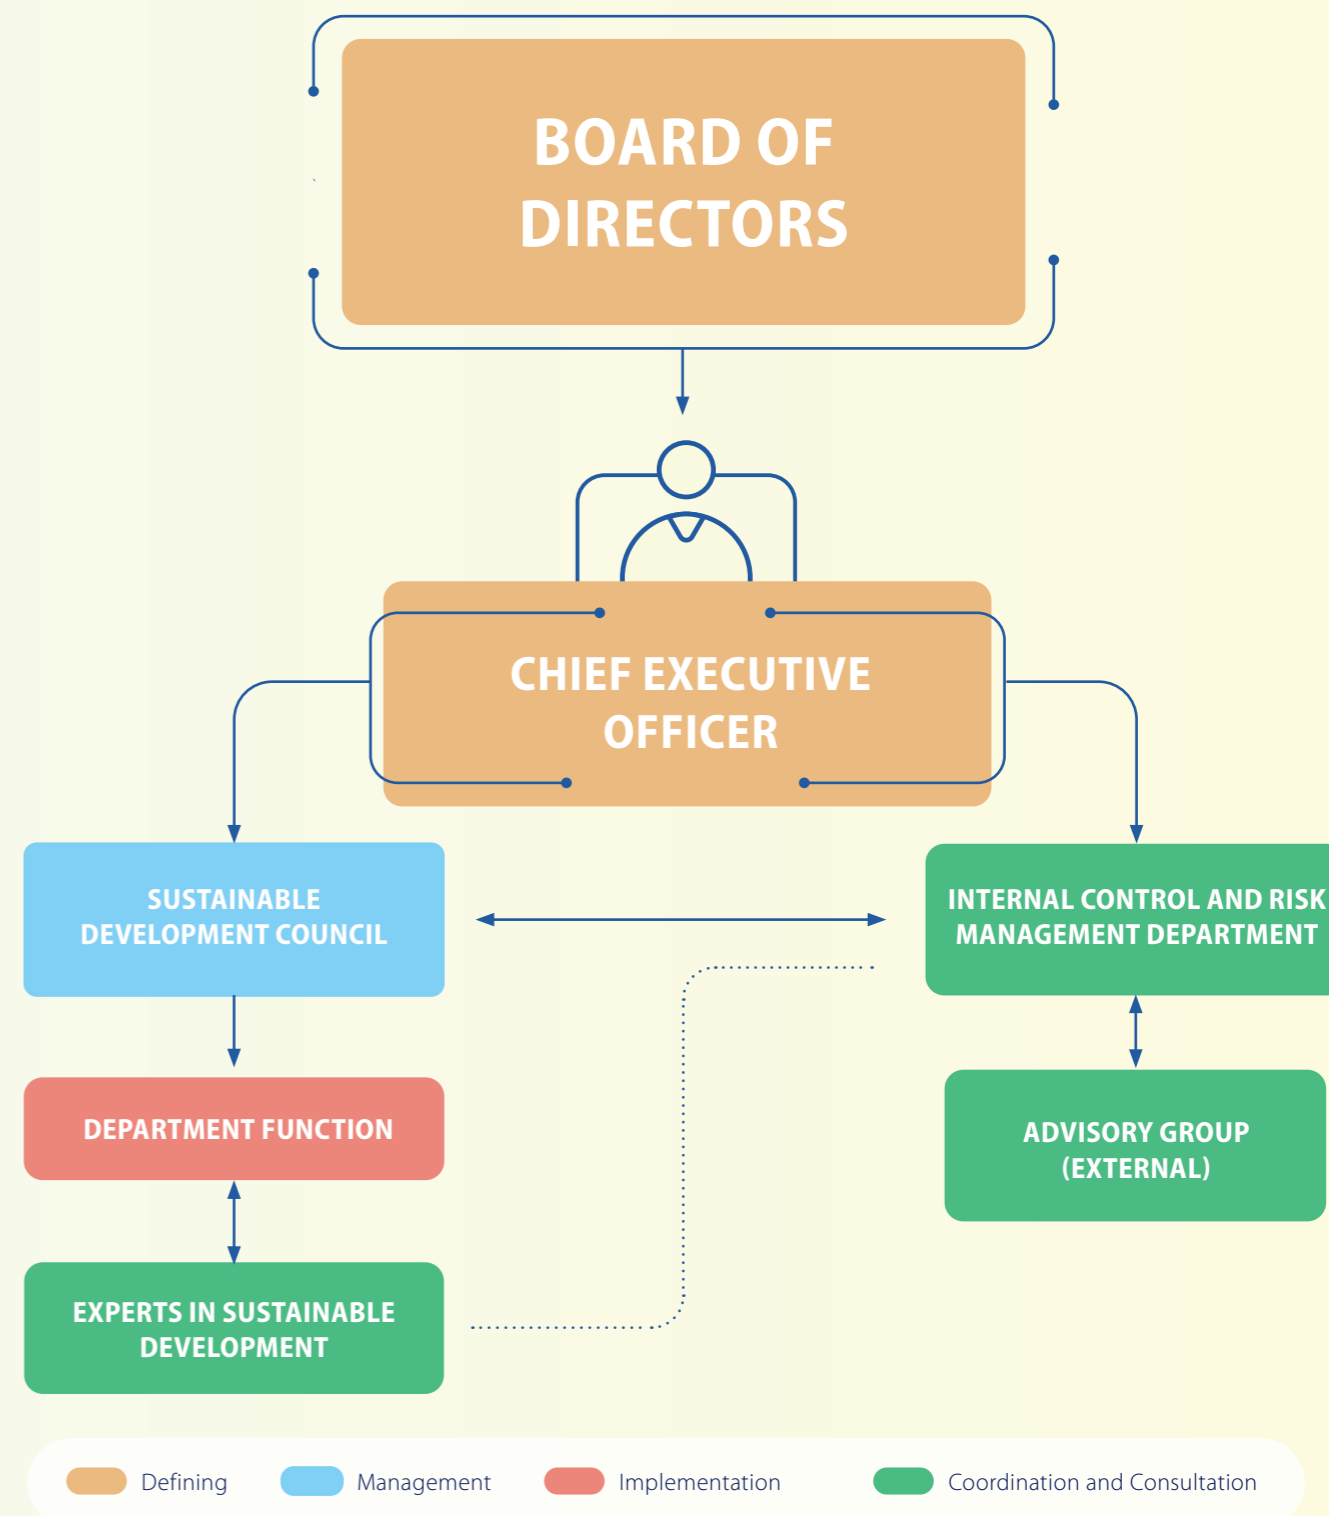 BOARD OF
DIRECTORS
CHIEF EXECUTIVE
OFFICER
SUSTAINABLE
DEVELOPMENT COUNCIL
INTERNAL CONTROL AND RISK
MANAGEMENT DEPARTMENT
DEPARTMENT FUNCTION
ADVISORY GROUP
(EXTERNAL)
EXPERTS IN SUSTAINABLE
DEVELOPMENT
Defining
Management
Implementation
Coordination and Consultation